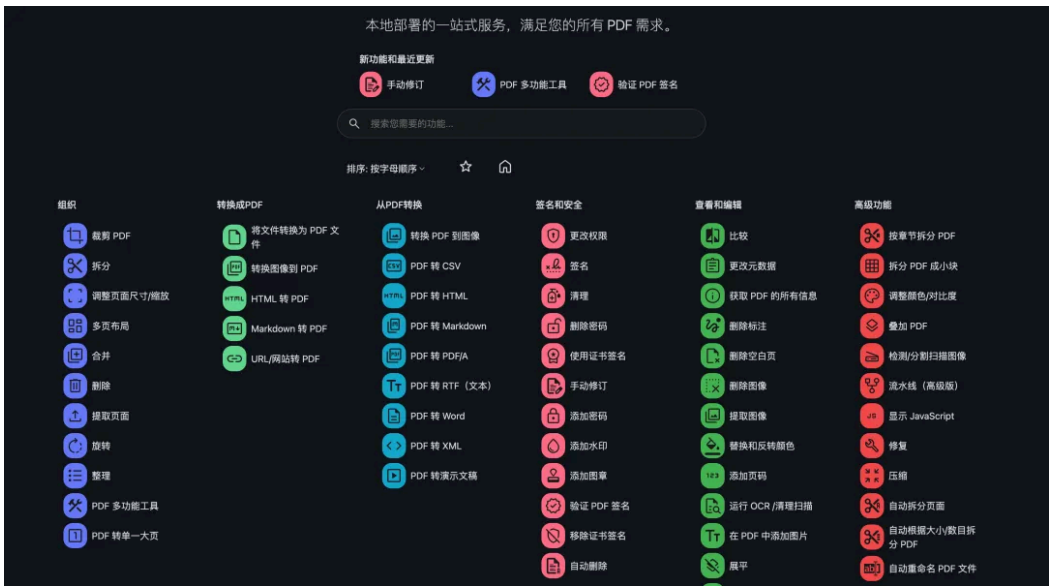 本地部署的一站式服务，满足您的所有 PDF 需求。
新功能和最近更新
手动修订
PDF 多功能工具
验证 PDF 签名
搜索您需要的功能...
排序: 按字母顺序
组织
裁剪 PDF
拆分
调整页面尺寸/缩放
多页布局
合并
删除
提取页面
旋转
整理
PDF 多功能工具
PDF 转单一大页
转换成PDF
将文件转换为 PDF 文
件
转换图像到 PDF
HTML
HTML 转 PDF
Markdown 转 PDF
URL/网站转 PDF
从PDF转换
转换 PDF 到图像
CSV
PDF 转 CSV
HTML
PDF 转 HTML
PDF 转 Markdown
PDF 转 PDF/A
PDF 转 RTF（文本）
PDF 转 Word
PDF 转 XML
PDF 转演示文稿
签名和安全
更改权限
签名
清理
删除密码
使用证书签名
手动修订
添加密码
添加水印
添加图章
验证 PDF 签名
移除证书签名
自动删除
查看和编辑
比较
更改元数据
获取 PDF 的所有信息
删除标注
删除空白页
删除图像
提取图像
替换和反转颜色
123
添加页码
运行 OCR /清理扫描
在 PDF 中添加图片
展平
高级功能
按章节拆分 PDF
拆分 PDF 成小块
调整颜色/对比度
叠加 PDF
检测/分割扫描图像
流水线（高级版）
JS
显示 JavaScript
修复
压缩
自动拆分页面
自动根据大小/数目拆
分 PDF
自动重命名 PDF 文件